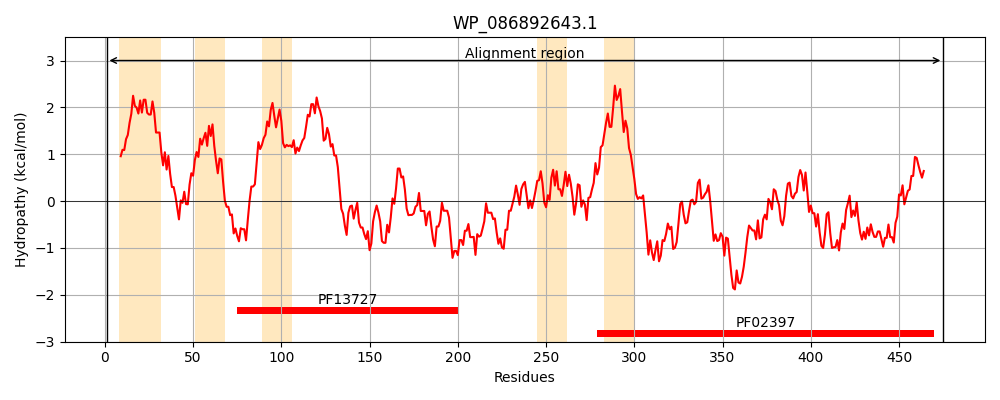 WP_086892643.1
Alignment region
Hydropathy (kcal/mol)
3
2
1
0
−1
−2
−3
PF13727
PF02397
0 50 100 150 200 250 300 350 400 450
Residues